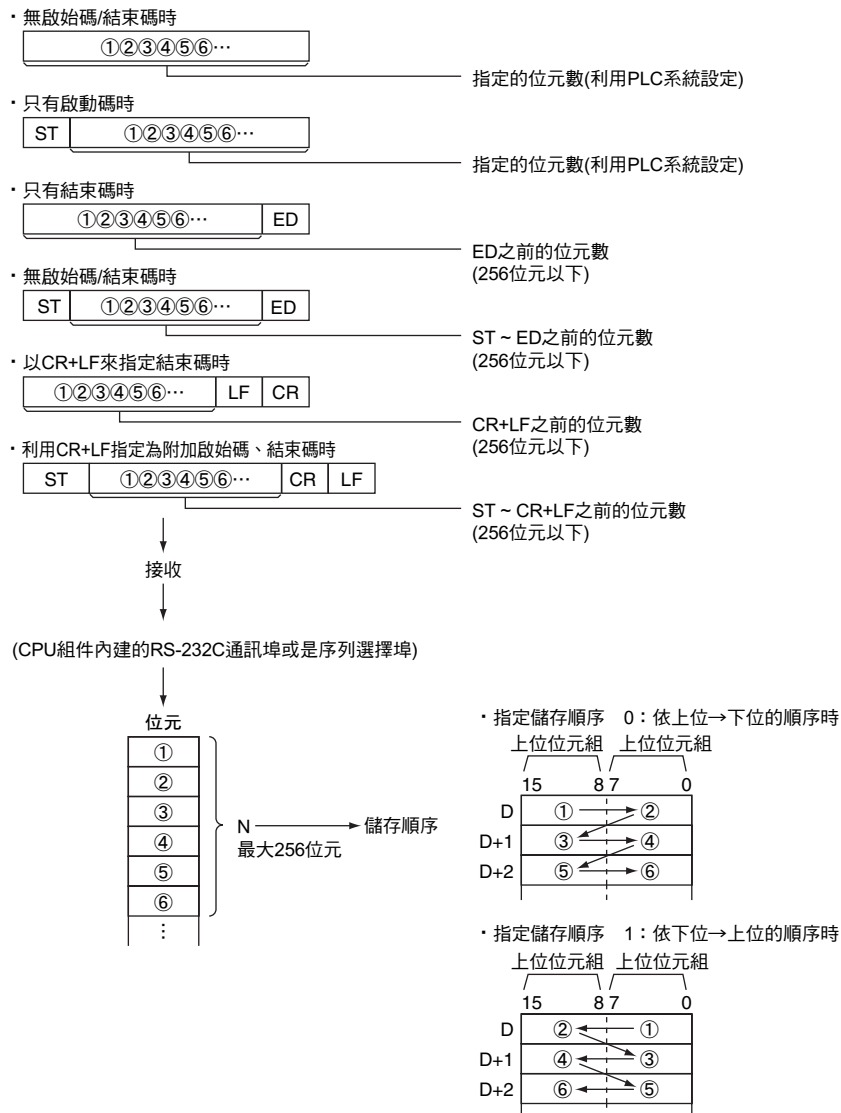 ・無啟始碼/結束碼時
①②③④⑤⑥⋯
指定的位元數(利用PLC系統設定)
・只有啟動碼時
ST ①②③④⑤⑥⋯
指定的位元數(利用PLC系統設定)
・只有結束碼時
①②③④⑤⑥⋯ ED
ED之前的位元數
(256位元以下)
・無啟始碼/結束碼時
ST ①②③④⑤⑥⋯ ED
ST ~ ED之前的位元數
(256位元以下)
・以CR+LF來指定結束碼時
①②③④⑤⑥⋯ LF CR
CR+LF之前的位元數
(256位元以下)
・利用CR+LF指定為附加啟始碼、結束碼時
ST ①②③④⑤⑥⋯ CR LF
ST ~ CR+LF之前的位元數
(256位元以下)
接收
(CPU組件內建的RS-232C通訊埠或是序列選擇埠)
位元
①
②
③
④
⑤
⑥
⋮
N
最大256位元
儲存順序
・指定儲存順序 0：依上位→下位的順序時
上位位元組 上位位元組
15 8 7 0
D ① ②
D+1 ③ ④
D+2 ⑤ ⑥
・指定儲存順序 1：依下位→上位的順序時
上位位元組 上位位元組
15 8 7 0
D ② ①
D+1 ④ ③
D+2 ⑥ ⑤